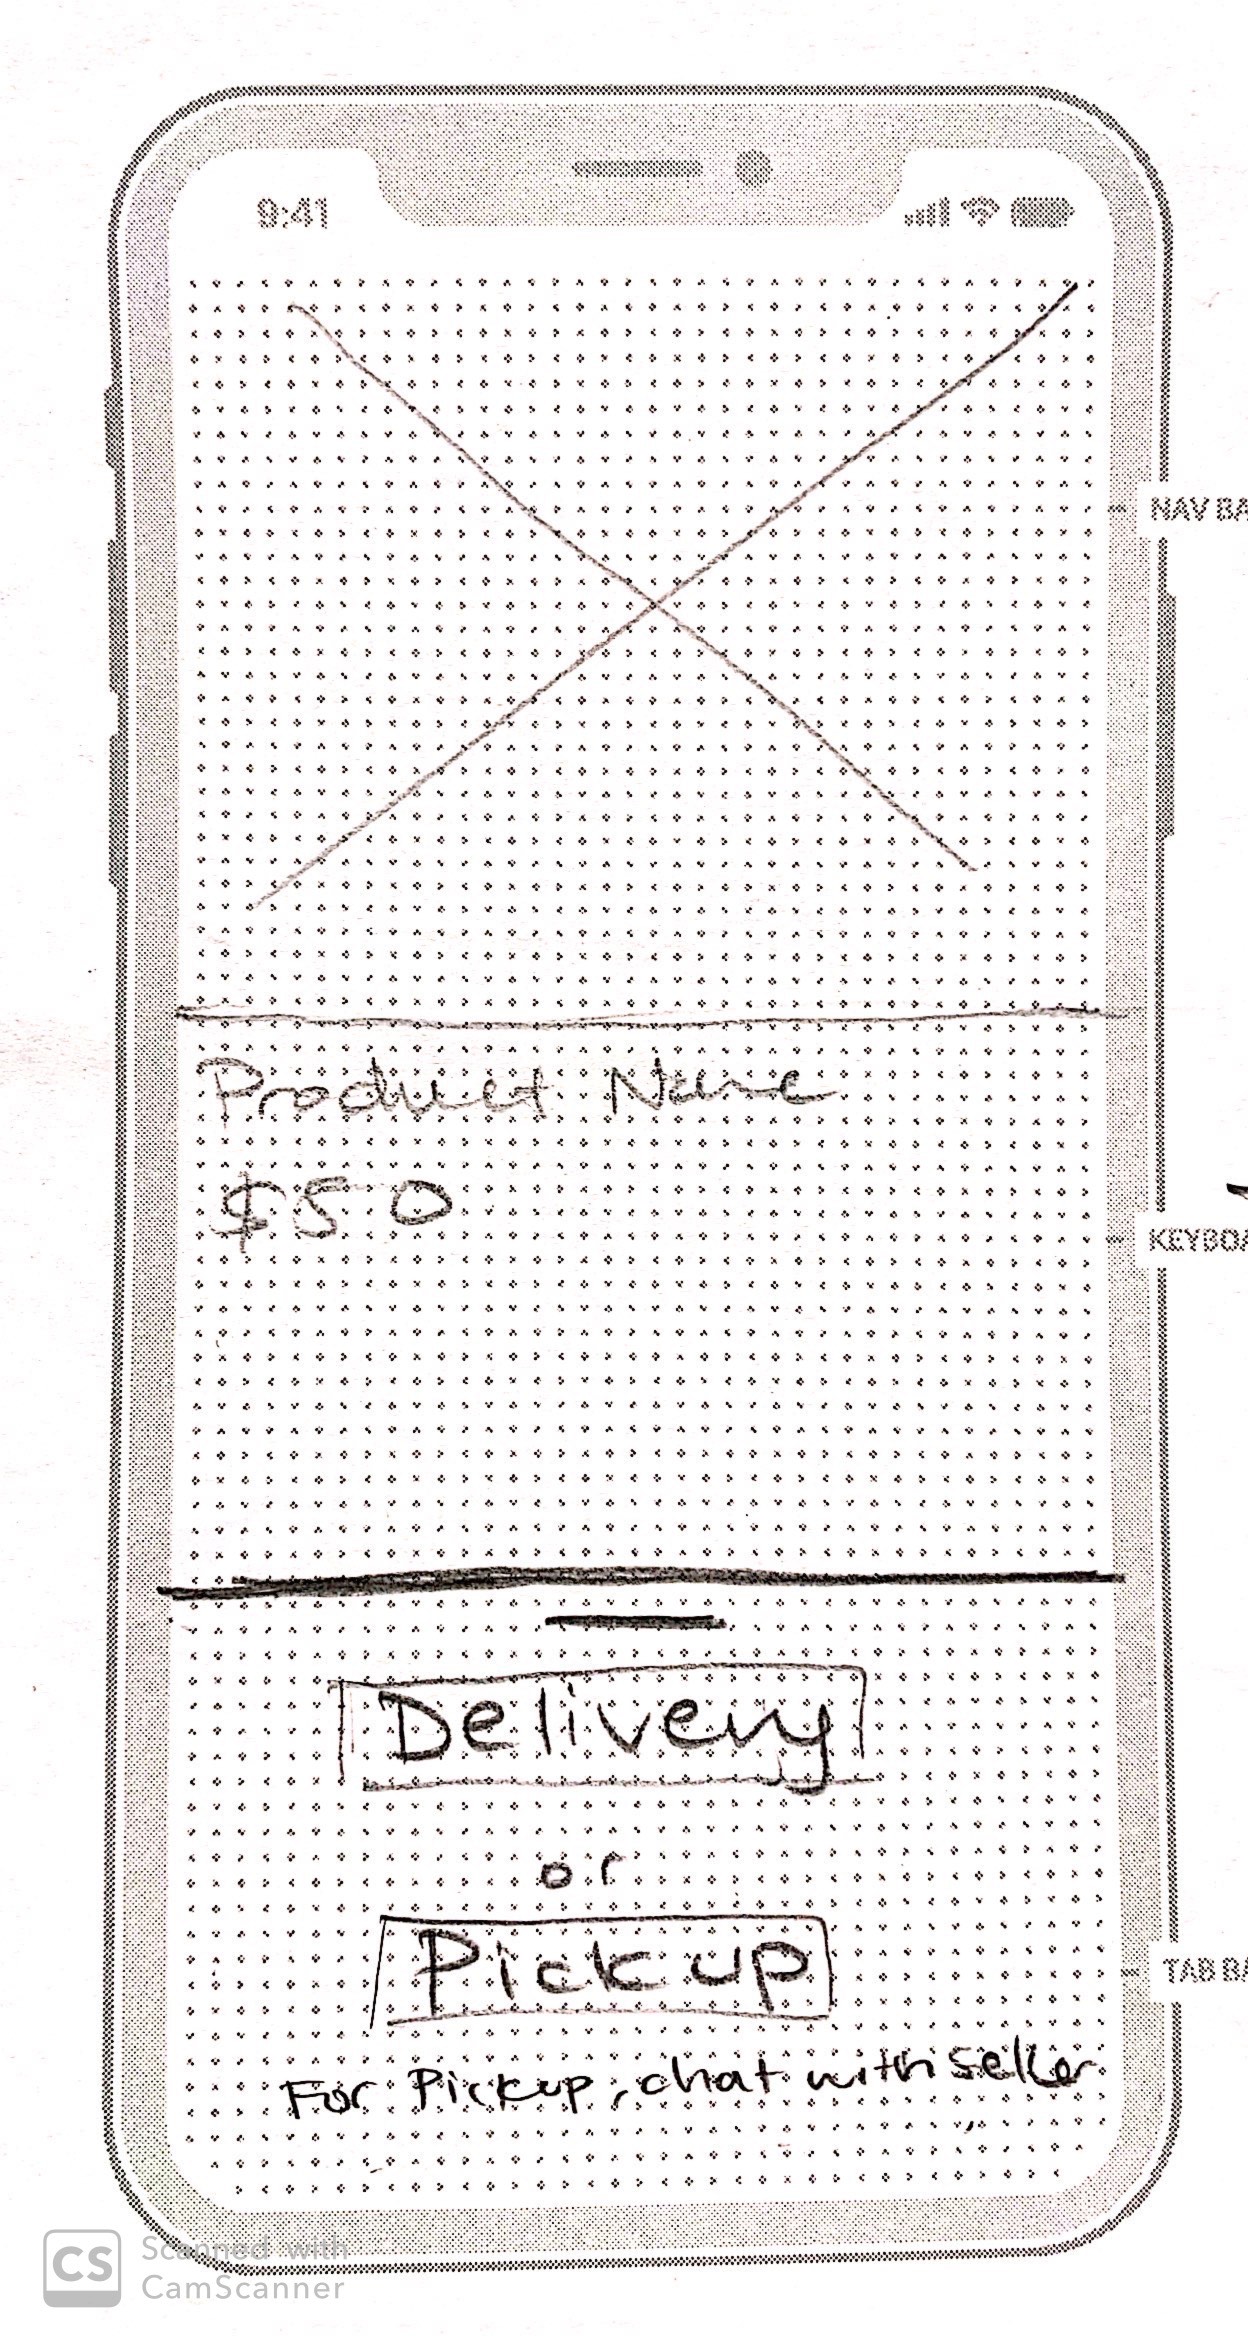 9:41
NAV BA
Product Name
$50
KEYBOA
Delivery
or
Pickup
TAB BA
For Pickup, chat with seller
CS
Scanned with
CamScanner